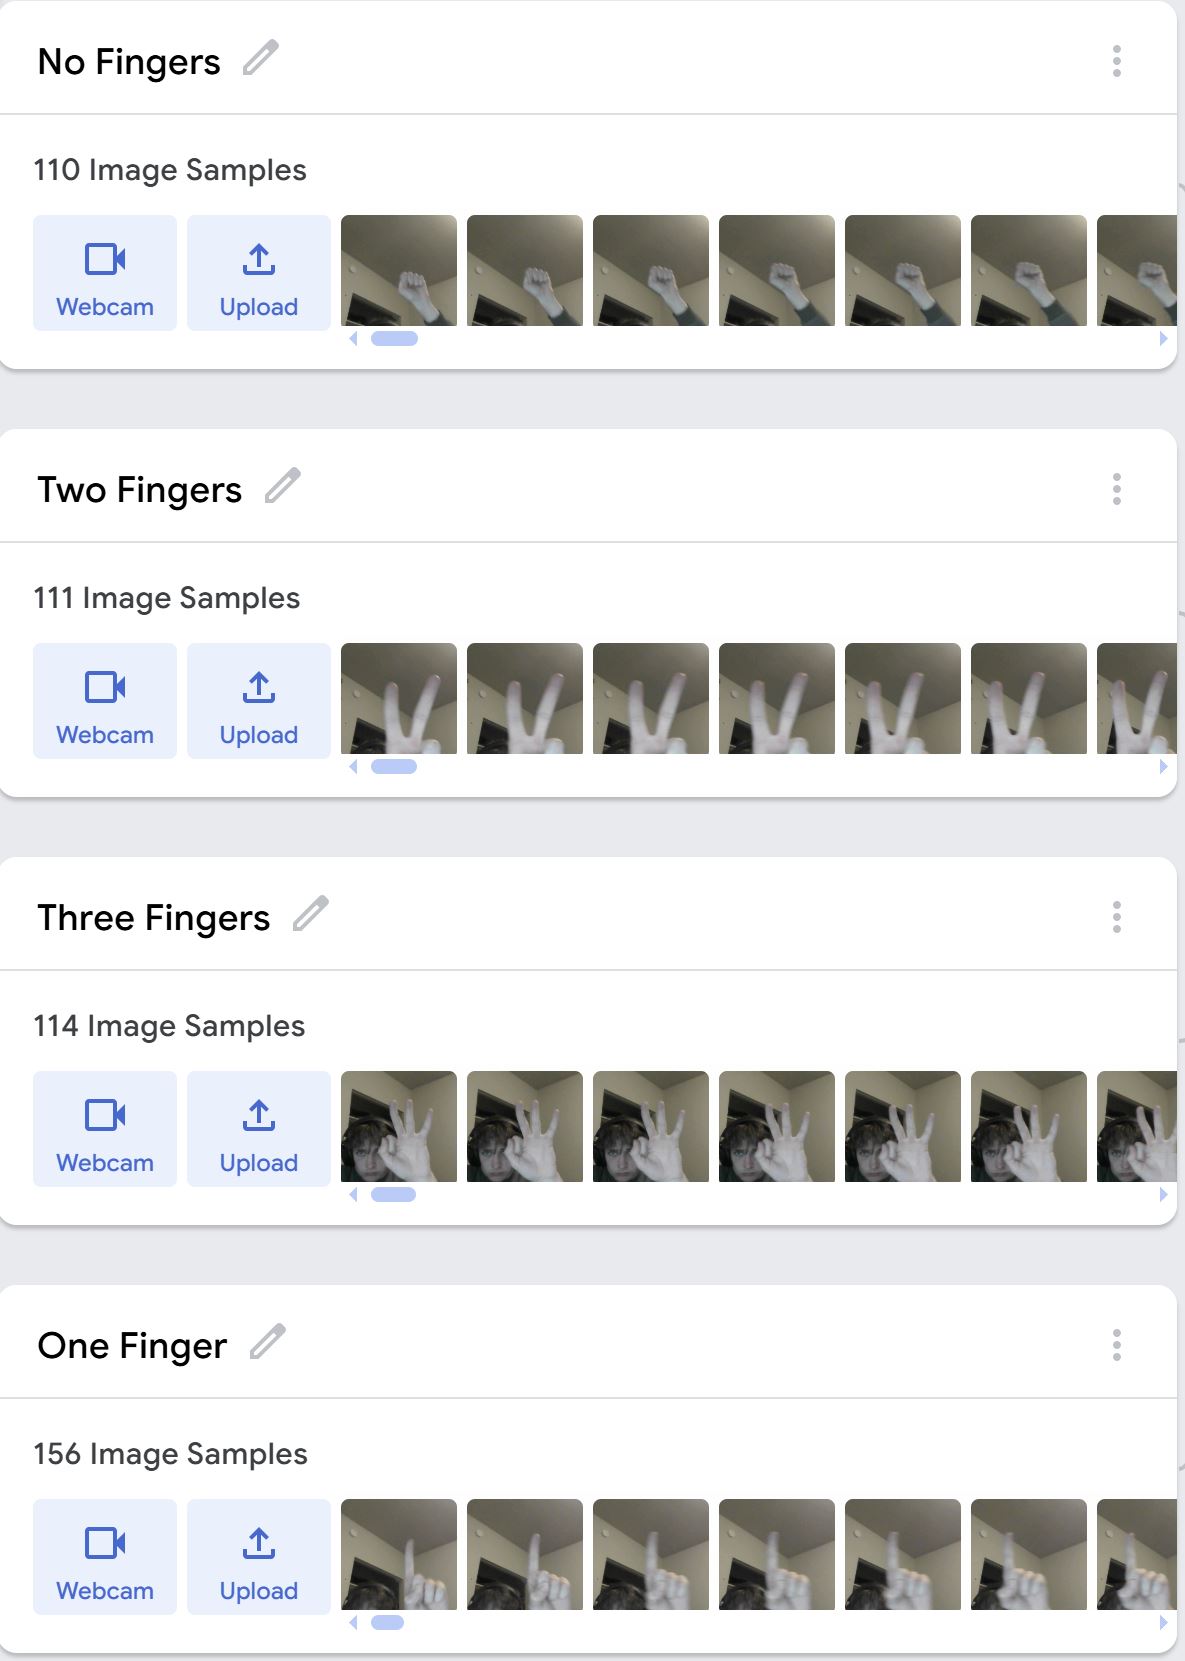 No Fingers
110 Image Samples
Webcam
Upload
Two Fingers
111 Image Samples
Webcam
Upload
Three Fingers
114 Image Samples
Webcam
Upload
One Finger
156 Image Samples
Webcam
Upload